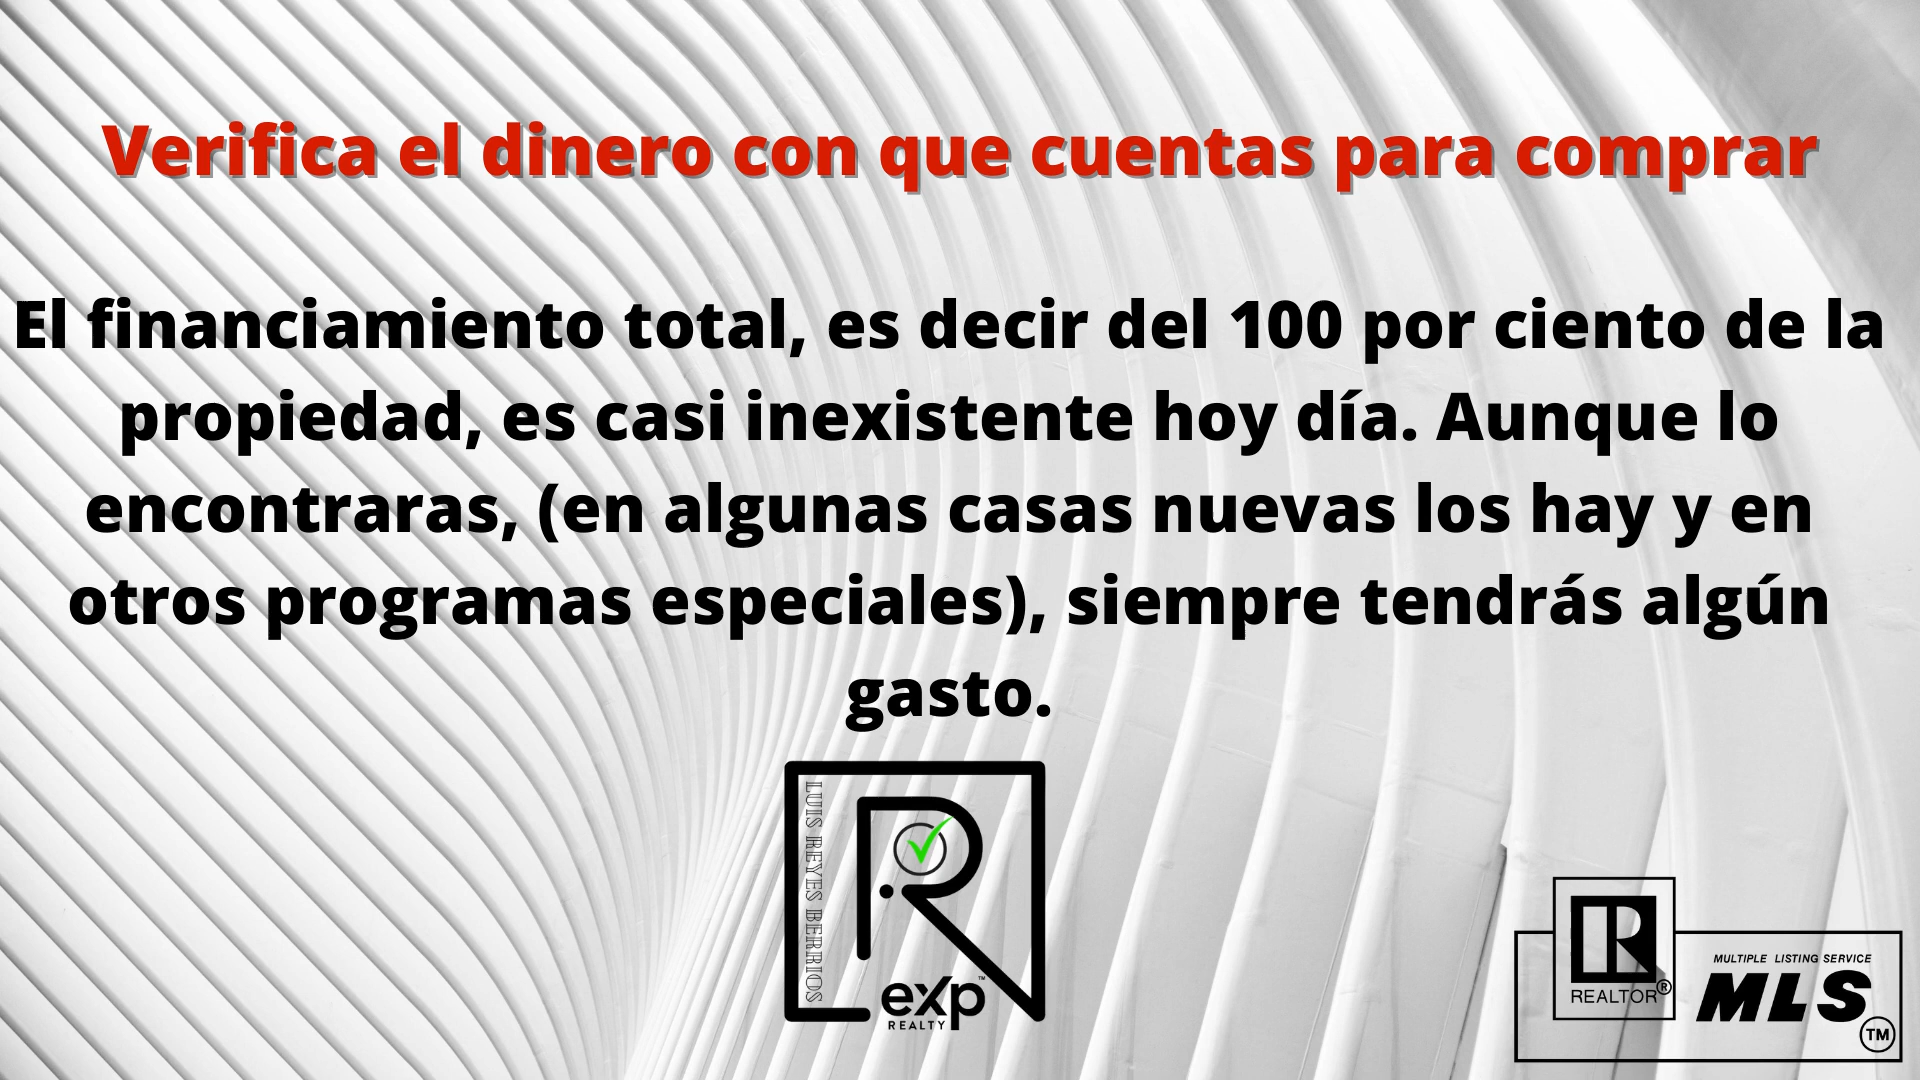 Verifica el dinero con que cuentas para comprar
El financiamiento total, es decir del 100 por ciento de la
propiedad, es casi inexistente hoy día. Aunque lo
encontraras, (en algunas casas nuevas los hay y en
otros programas especiales), siempre tendrás algún
gasto.
LUIS REYES BERRIOS
R
eXp™
REALTY
R
REALTOR®
MULTIPLE LISTING SERVICE
MLS
TM